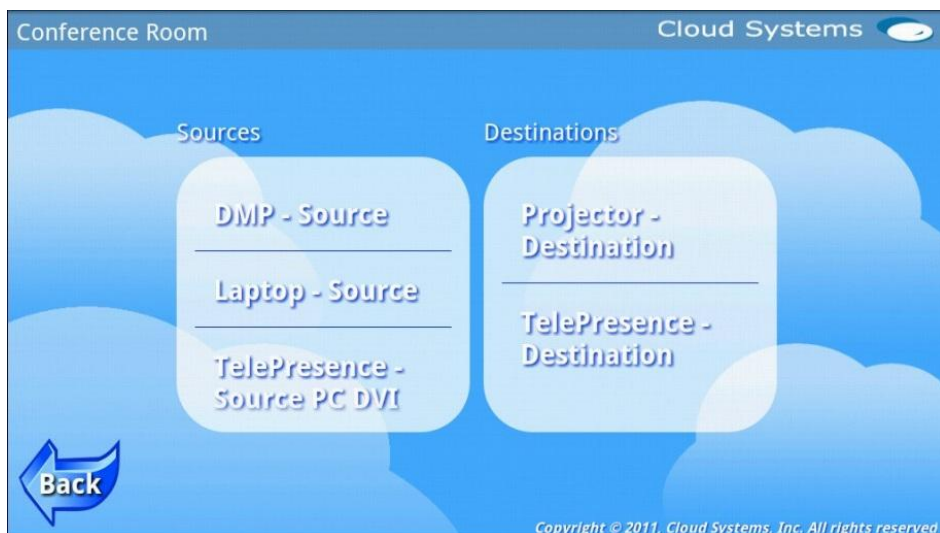 Conference Room
Cloud Systems
Sources
DMP - Source
Laptop - Source
TelePresence -
Source PC DVI
Destinations
Projector -
Destination
TelePresence -
Destination
Back
Copyright © 2011, Cloud Systems, Inc. All rights reserved